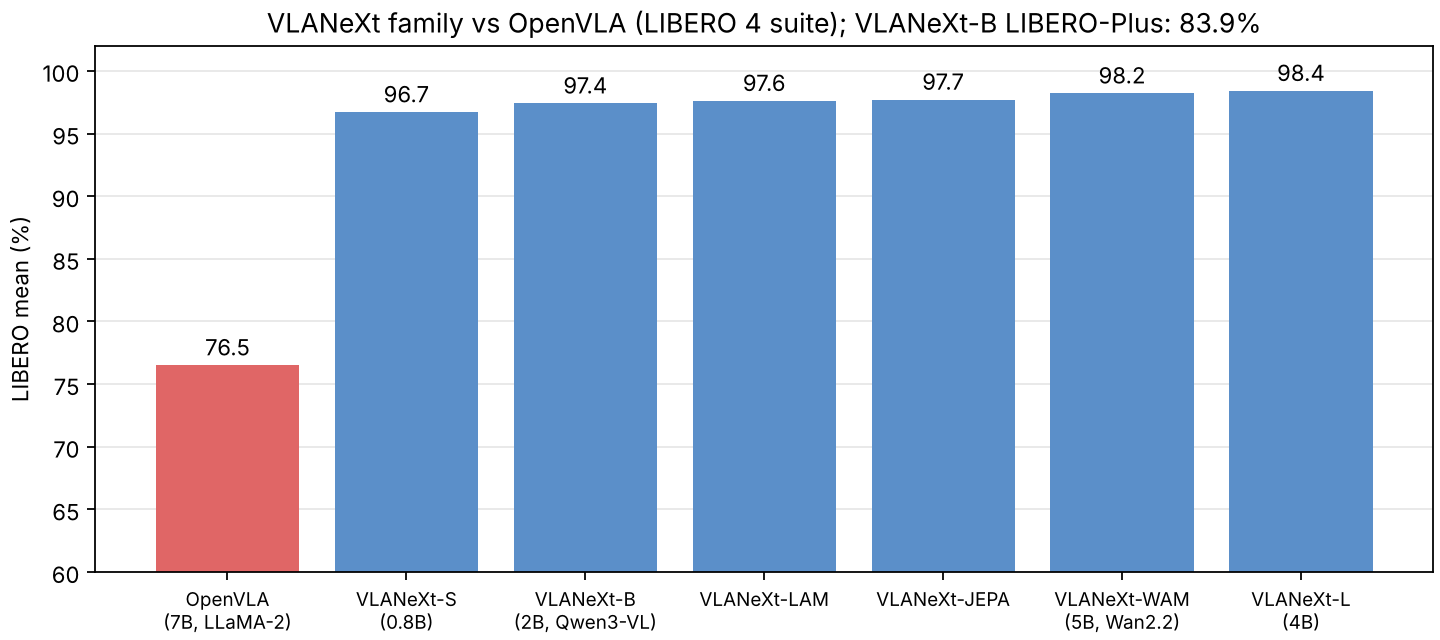 VLANeXt family vs OpenVLA (LIBERO 4 suite); VLANeXt-B LIBERO-Plus: 83.9%
LIBERO mean (%)
100
95
90
85
80
75
70
65
60
76.5
96.7
97.4
97.6
97.7
98.2
98.4
OpenVLA
(7B, LLaMA-2)
VLANeXt-S
(0.8B)
VLANeXt-B
(2B, Qwen3-VL)
VLANeXt-LAM
VLANeXt-JEPA
VLANeXt-WAM
(5B, Wan2.2)
VLANeXt-L
(4B)